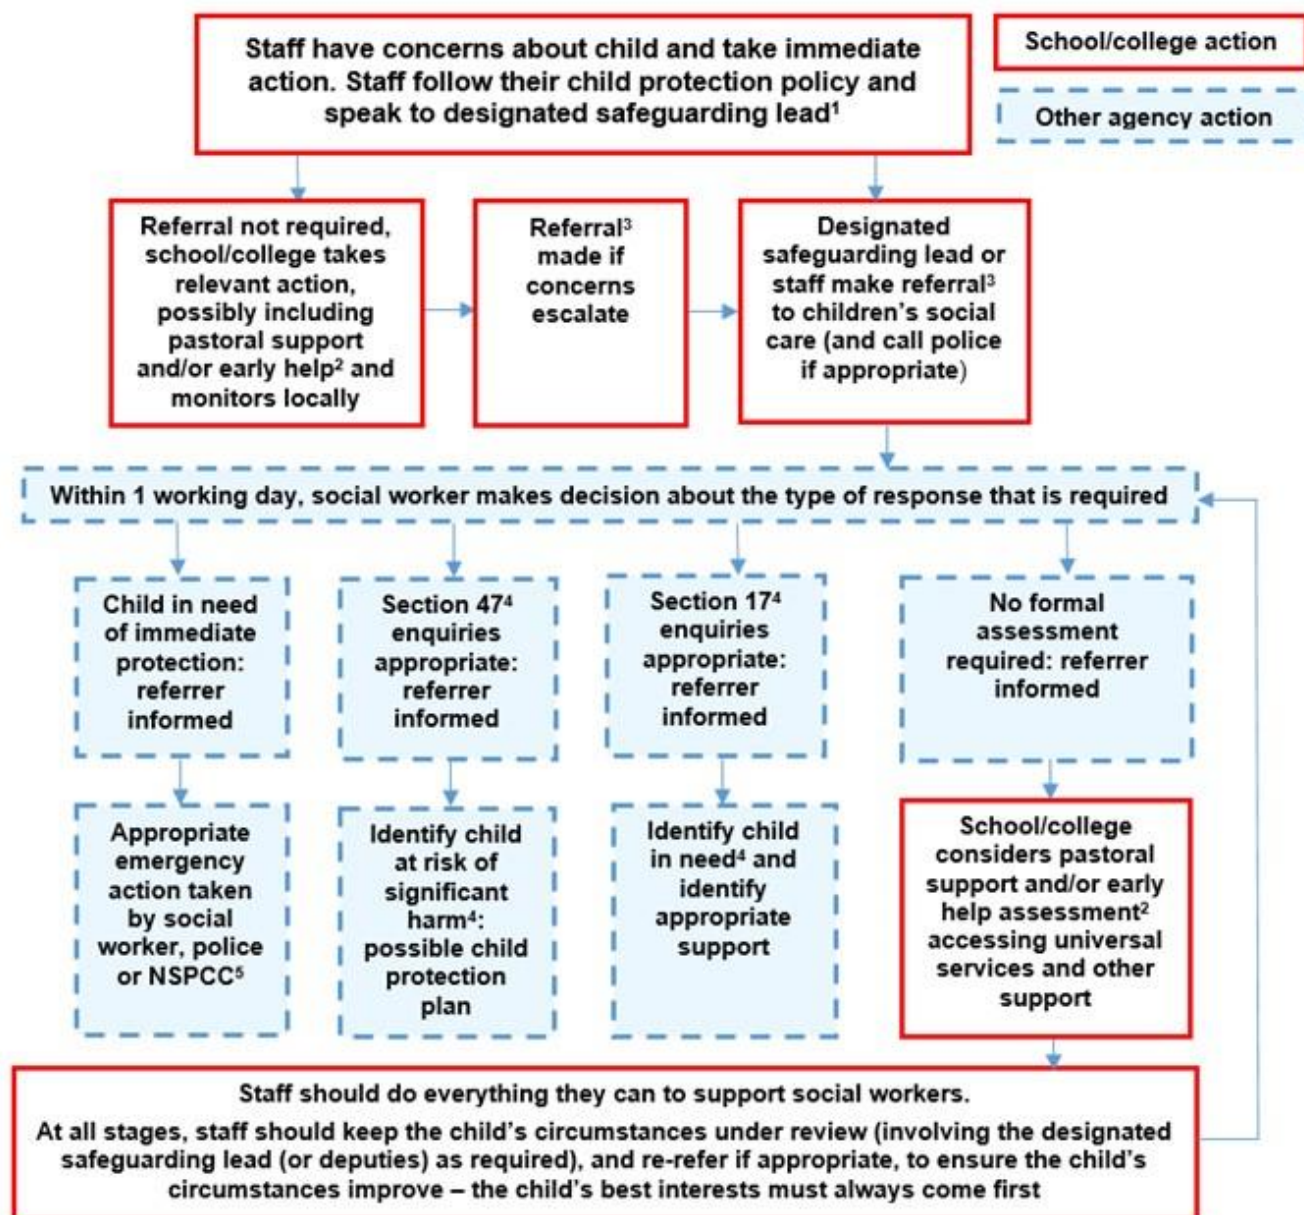 Staff have concerns about child and take immediate
action. Staff follow their child protection policy and
speak to designated safeguarding lead¹
School/college action
Other agency action
Referral not required,
school/college takes
relevant action,
possibly including
pastoral support
and/or early help² and
monitors locally
Referral³
made if
concerns
escalate
Designated
safeguarding lead or
staff make referral³
to children’s social
care (and call police
if appropriate)
Within 1 working day, social worker makes decision about the type of response that is required
Child in need
of immediate
protection:
referrer
informed
Section 47⁴
enquiries
appropriate:
referrer
informed
Section 17⁴
enquiries
appropriate:
referrer
informed
No formal
assessment
required: referrer
informed
Appropriate
emergency
action taken
by social
worker, police
or NSPCC⁵
Identify child
at risk of
significant
harm⁴:
possible child
protection
plan
Identify child
in need⁴ and
identify
appropriate
support
School/college
considers pastoral
support and/or early
help assessment²
accessing universal
services and other
support
Staff should do everything they can to support social workers.
At all stages, staff should keep the child’s circumstances under review (involving the designated
safeguarding lead (or deputies) as required), and re-refer if appropriate, to ensure the child’s
circumstances improve – the child’s best interests must always come first